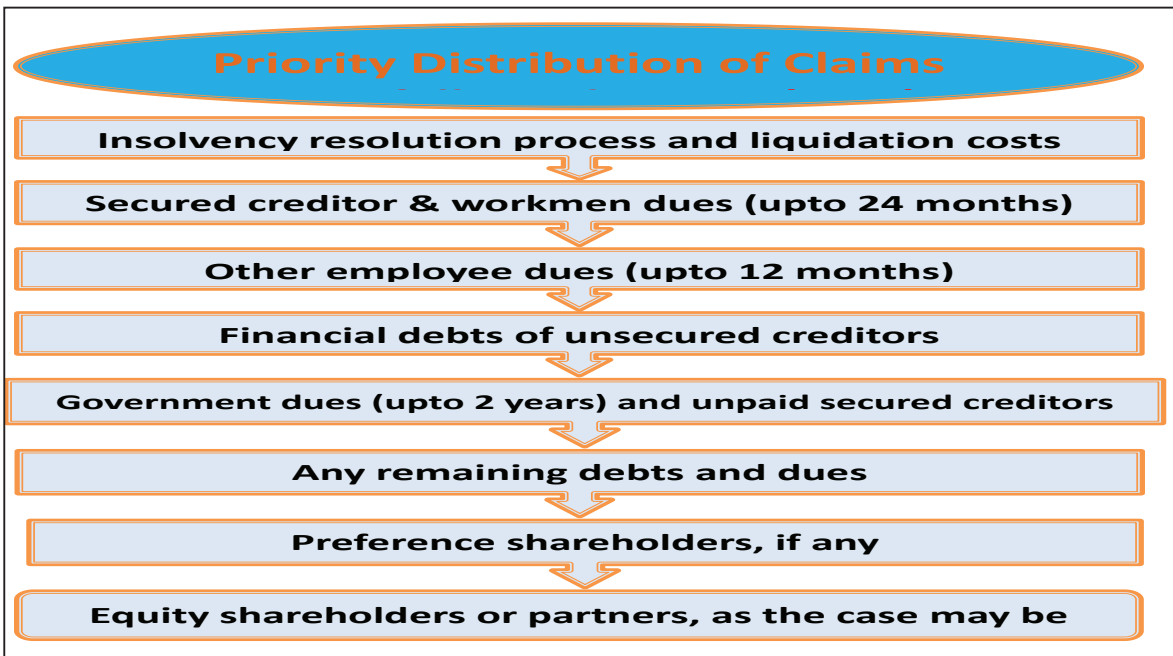 Priority Distribution of Claims
Insolvency resolution process and liquidation costs
Secured creditor & workmen dues (upto 24 months)
Other employee dues (upto 12 months)
Financial debts of unsecured creditors
Government dues (upto 2 years) and unpaid secured creditors
Any remaining debts and dues
Preference shareholders, if any
Equity shareholders or partners, as the case may be